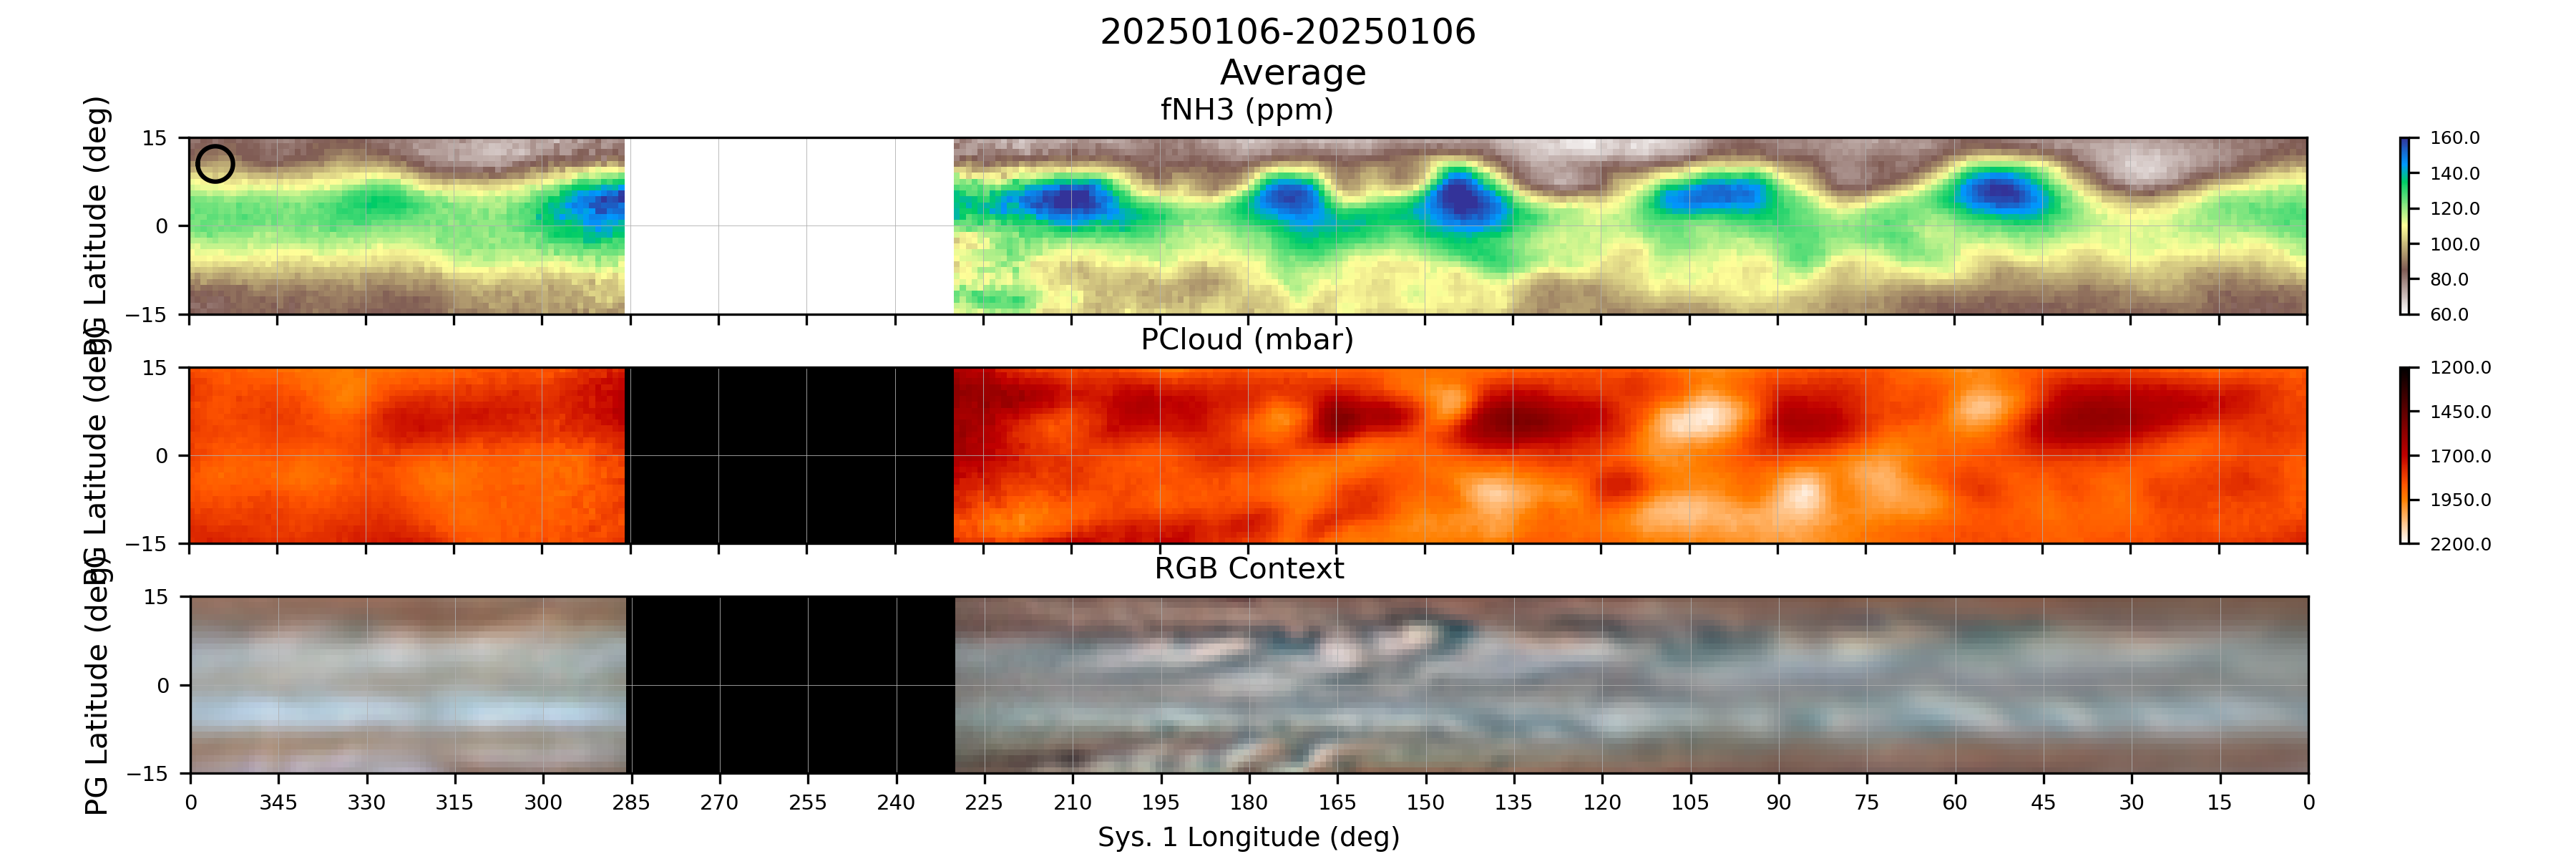 20250106-20250106
Average
fNH3 (ppm)
PG Latitude (deg)
15
0
−15
160.0
140.0
120.0
100.0
80.0
60.0
PCloud (mbar)
PG Latitude (deg)
15
0
−15
1200.0
1450.0
1700.0
1950.0
2200.0
RGB Context
PG Latitude (deg)
15
0
−15
0 345 330 315 300 285 270 255 240 225 210 195 180 165 150 135 120 105 90 75 60 45 30 15 0
Sys. 1 Longitude (deg)